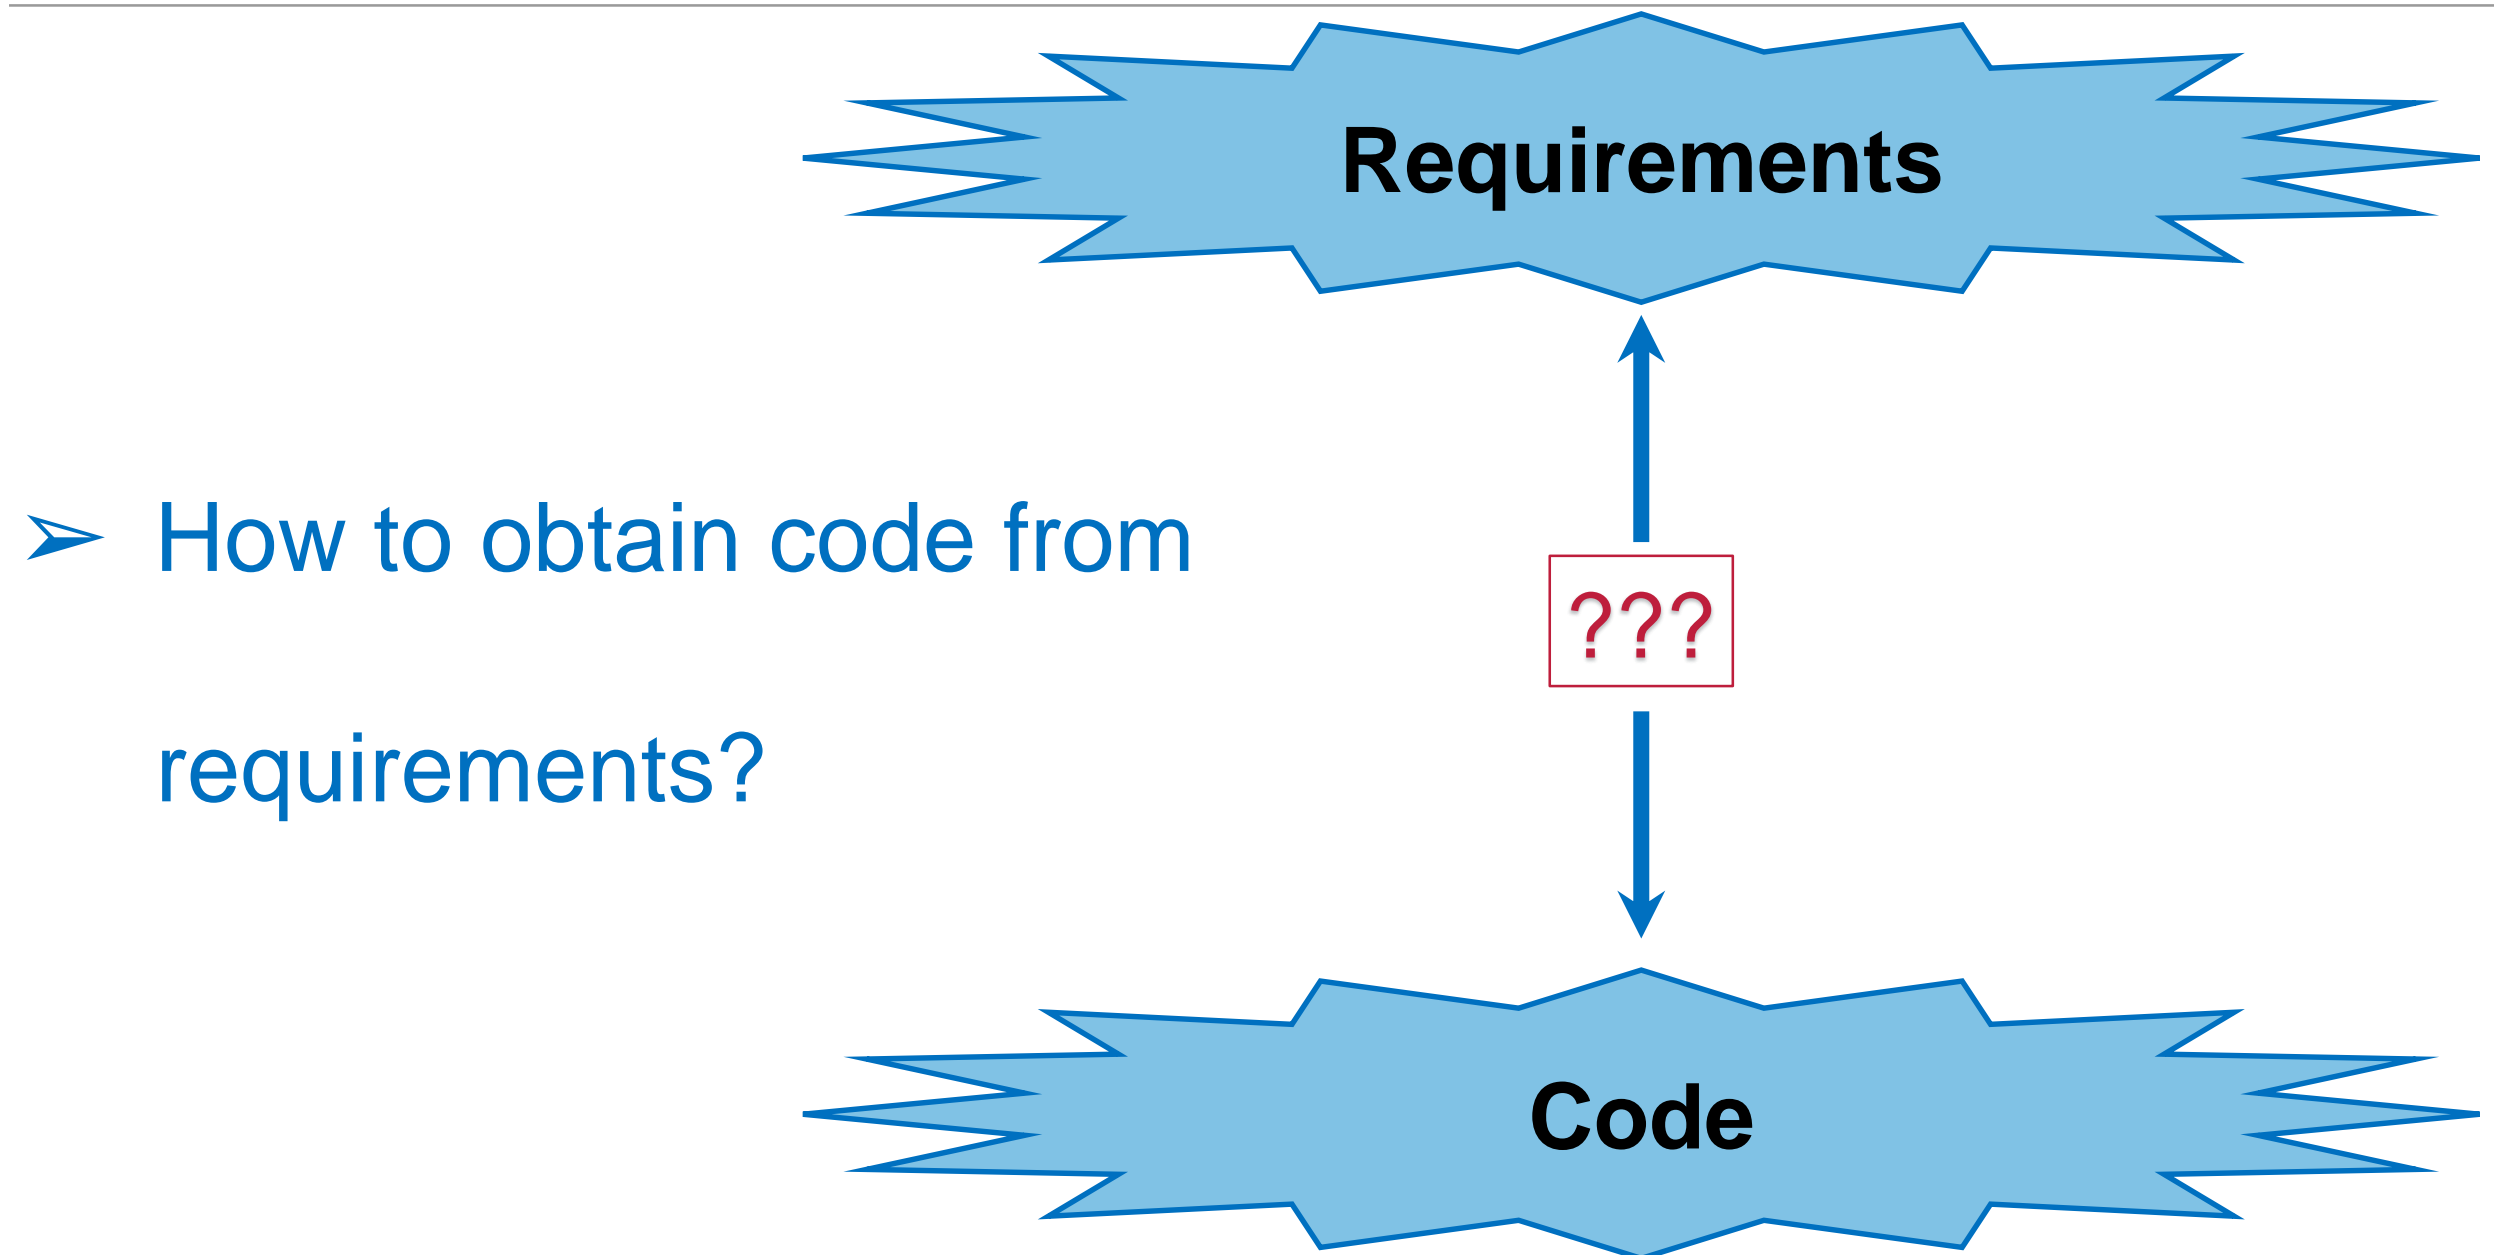 Requirements
How to obtain code from
???
requirements?
Code